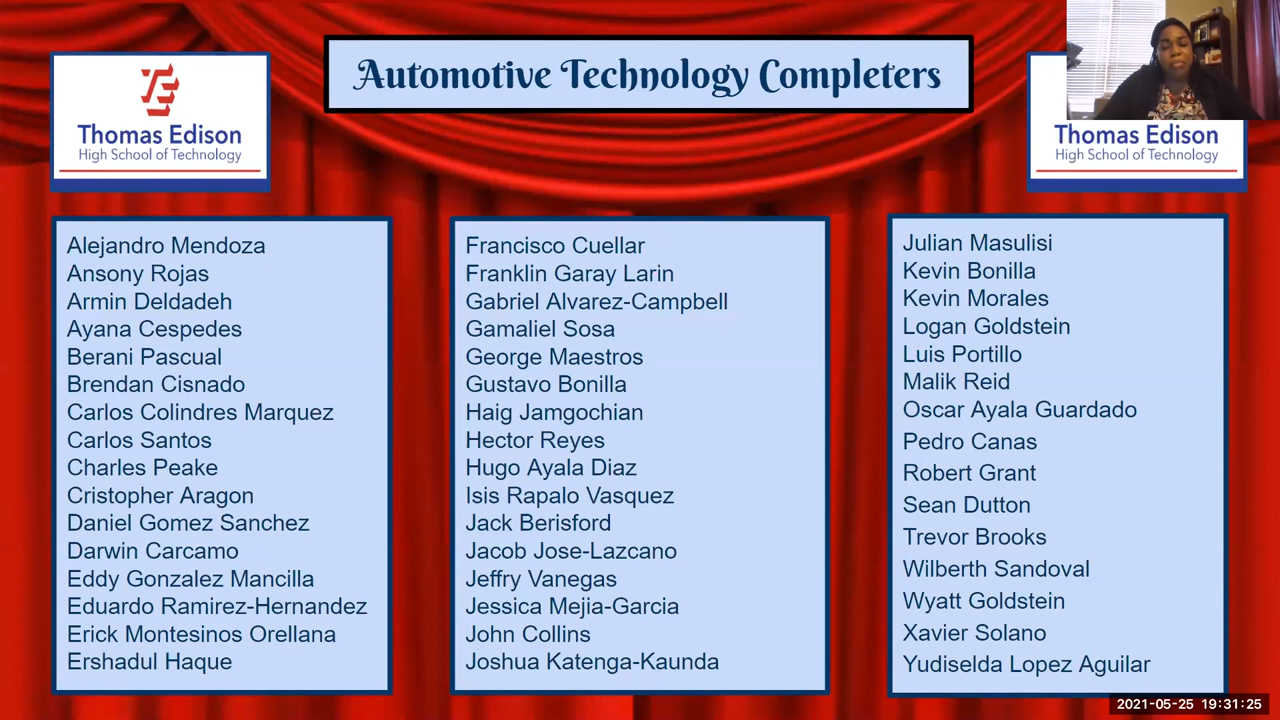 Automotive Technology Completers
Thomas Edison
High School of Technology
Thomas Edison
High School of Technology
Alejandro Mendoza
Ansony Rojas
Armin Deldadeh
Ayana Cespedes
Berani Pascual
Brendan Cisnado
Carlos Colindres Marquez
Carlos Santos
Charles Peake
Cristopher Aragon
Daniel Gomez Sanchez
Darwin Carcamo
Eddy Gonzalez Mancilla
Eduardo Ramirez-Hernandez
Erick Montesinos Orellana
Ershadul Haque
Francisco Cuellar
Franklin Garay Larin
Gabriel Alvarez-Campbell
Gamaliel Sosa
George Maestros
Gustavo Bonilla
Haig Jamgochian
Hector Reyes
Hugo Ayala Diaz
Isis Rapalo Vasquez
Jack Berisford
Jacob Jose-Lazcano
Jeffry Vanegas
Jessica Mejia-Garcia
John Collins
Joshua Katenga-Kaunda
Julian Masulisi
Kevin Bonilla
Kevin Morales
Logan Goldstein
Luis Portillo
Malik Reid
Oscar Ayala Guardado
Pedro Canas
Robert Grant
Sean Dutton
Trevor Brooks
Wilberth Sandoval
Wyatt Goldstein
Xavier Solano
Yudiselda Lopez Aguilar
2021-05-25 19:31:25